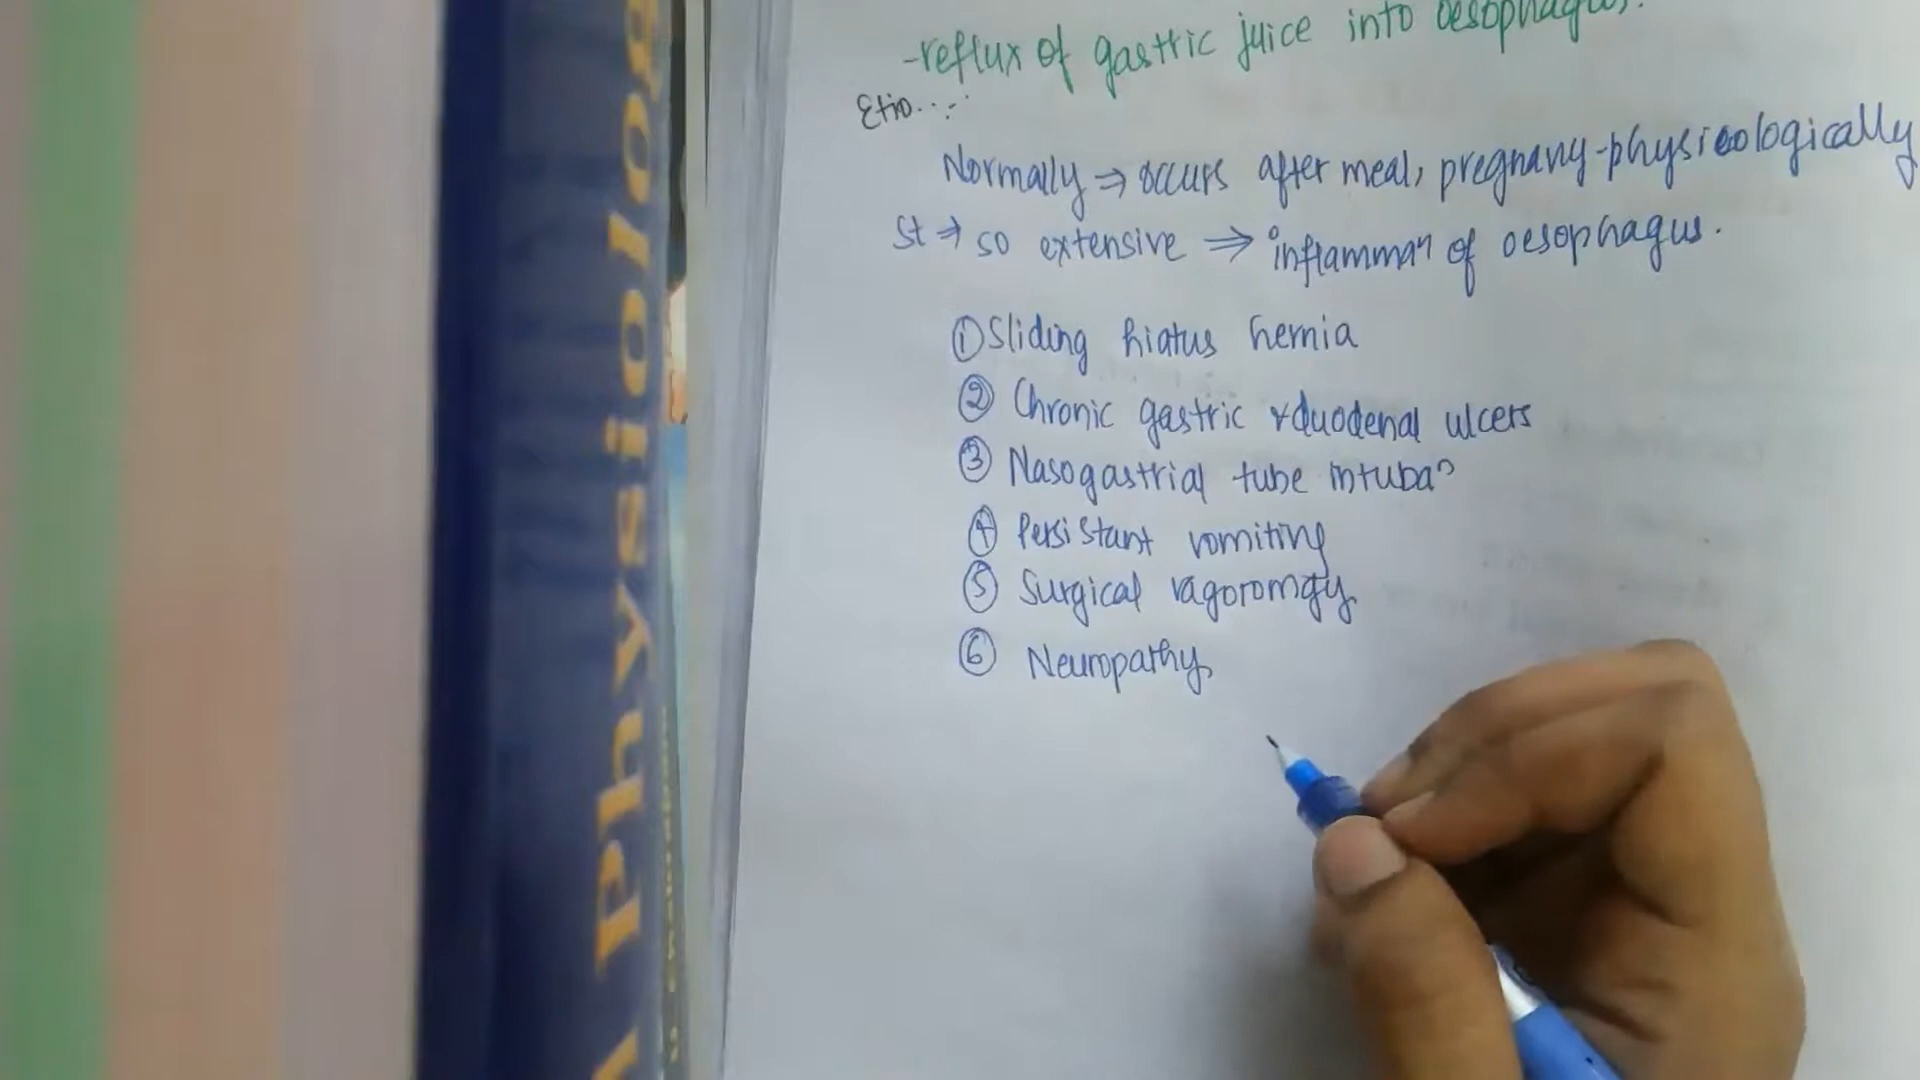 -reflux of gastric juice into oesophagus.
Etio...:-
Normally ⇒ occurs after meal, pregnany-physicologically
St ⇒ so extensive ⇒ inflammaⁿ of oesophagus.
① Sliding hiatus hernia
② Chronic gastric & duodenal ulcers
③ Nasogastrial tube intubaⁿ
④ Persistant vomiting
⑤ Surgical vagoromgy
⑥ Neuropathy
Physiolog